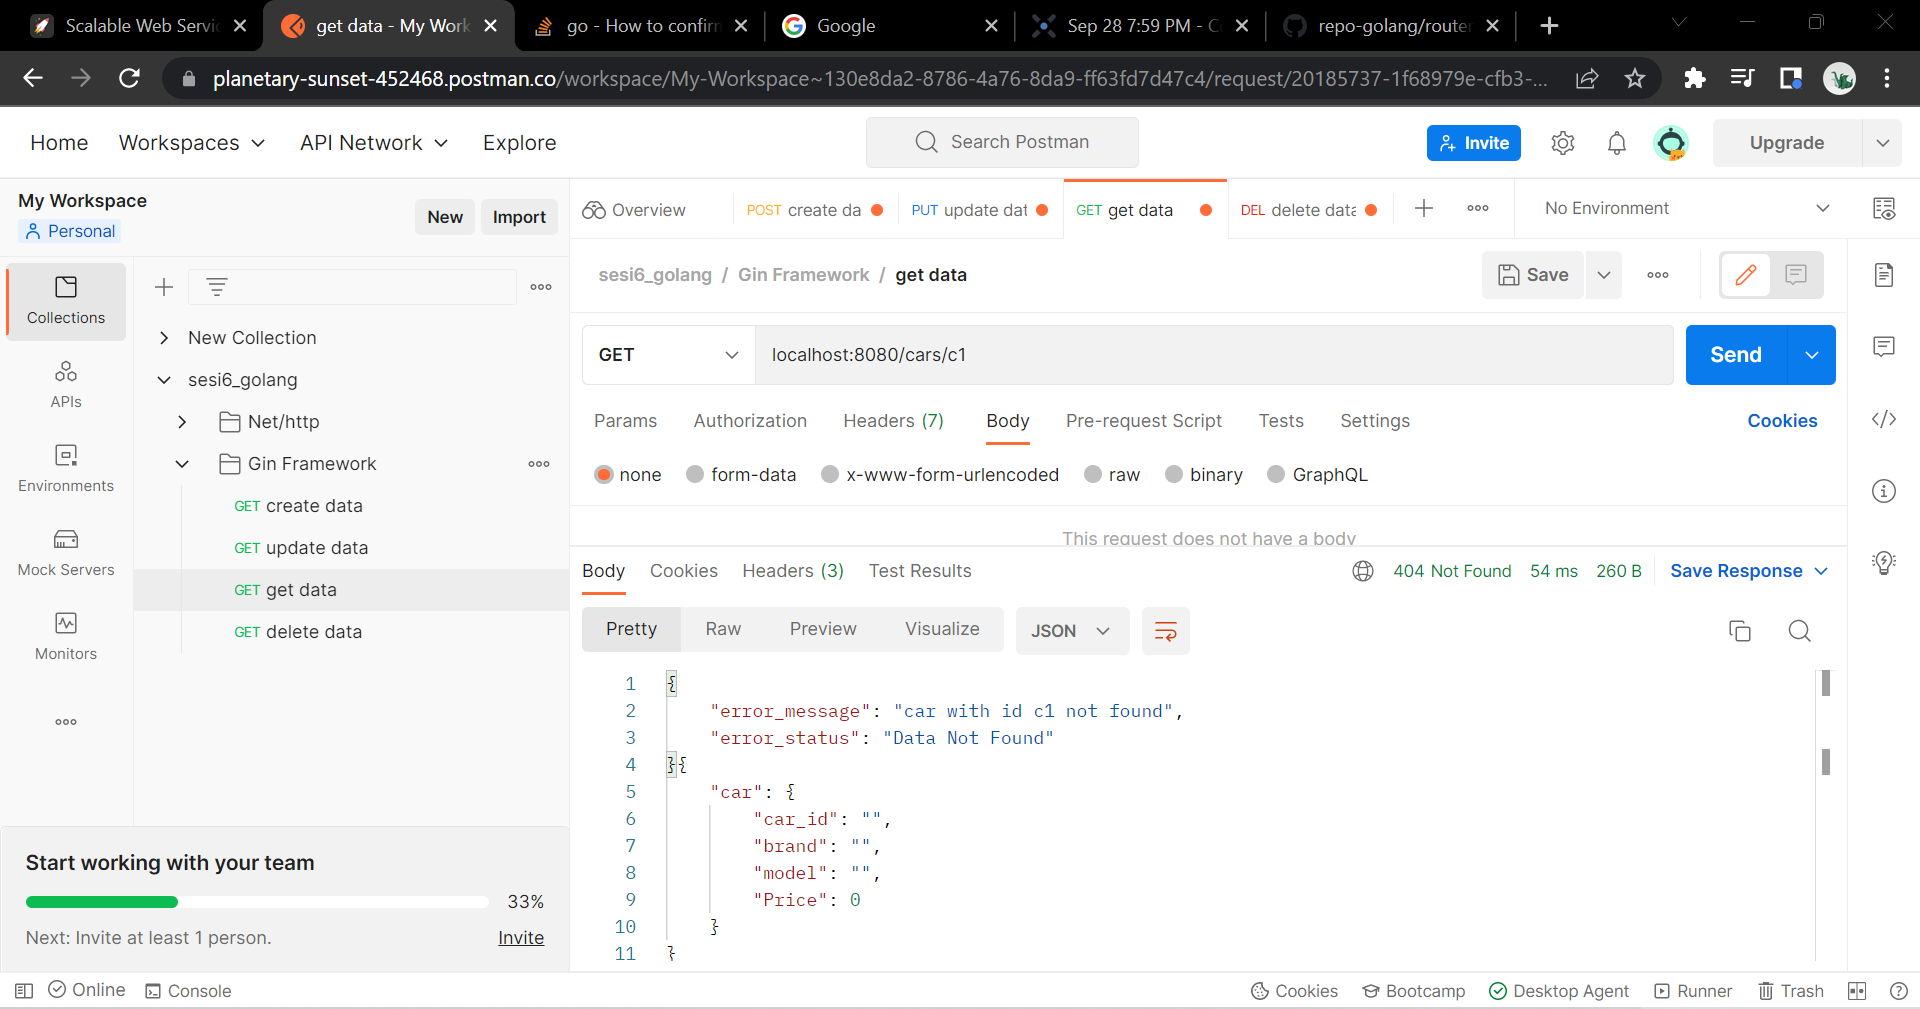 Scalable Web Servic
get data - My Work
go - How to confirm
Google
Sep 28 7:59 PM - C
repo-golang/router
planetary-sunset-452468.postman.co/workspace/My-Workspace~130e8da2-8786-4a76-8da9-ff63fd7d47c4/request/20185737-1f68979e-cfb3-...
Home
Workspaces
API Network
Explore
Search Postman
Invite
Upgrade
My Workspace
Personal
New
Import
Overview
POST create da
PUT update dat
GET get data
DEL delete data
No Environment
Collections
APIs
Environments
Mock Servers
Monitors
New Collection
sesi6_golang
Net/http
Gin Framework
GET create data
GET update data
GET get data
GET delete data
Start working with your team
33%
Next: Invite at least 1 person.
Invite
sesi6_golang / Gin Framework / get data
Save
GET
localhost:8080/cars/c1
Send
Params
Authorization
Headers (7)
Body
Pre-request Script
Tests
Settings
Cookies
none
form-data
x-www-form-urlencoded
raw
binary
GraphQL
This request does not have a body
Body
Cookies
Headers (3)
Test Results
404 Not Found
54 ms
260 B
Save Response
Pretty
Raw
Preview
Visualize
JSON
1 {
2 "error_message": "car with id c1 not found",
3 "error_status": "Data Not Found"
4 }{
5 "car": {
6 "car_id": "",
7 "brand": "",
8 "model": "",
9 "Price": 0
10 }
11 }
Online
Console
Cookies
Bootcamp
Desktop Agent
Runner
Trash